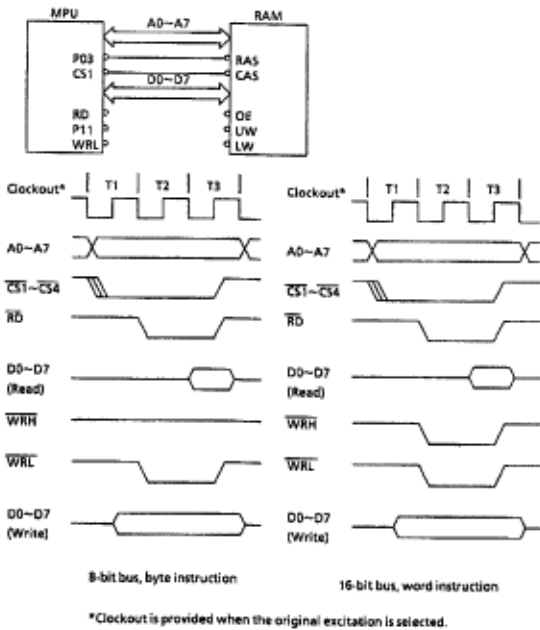 MPU
RAM
A0~A7
P03
RAS
CS1
CAS
D0~D7
RD
OE
P11
UW
WRL
LW
Clockout*
T1
T2
T3
A0~A7
CS1~CS4
RD
D0~D7
(Read)
WRH
WRL
D0~D7
(Write)
8-bit bus, byte instruction
Clockout*
T1
T2
T3
A0~A7
CS1~CS4
RD
D0~D7
(Read)
WRH
WRL
D0~D7
(Write)
16-bit bus, word instruction
*Clockout is provided when the original excitation is selected.